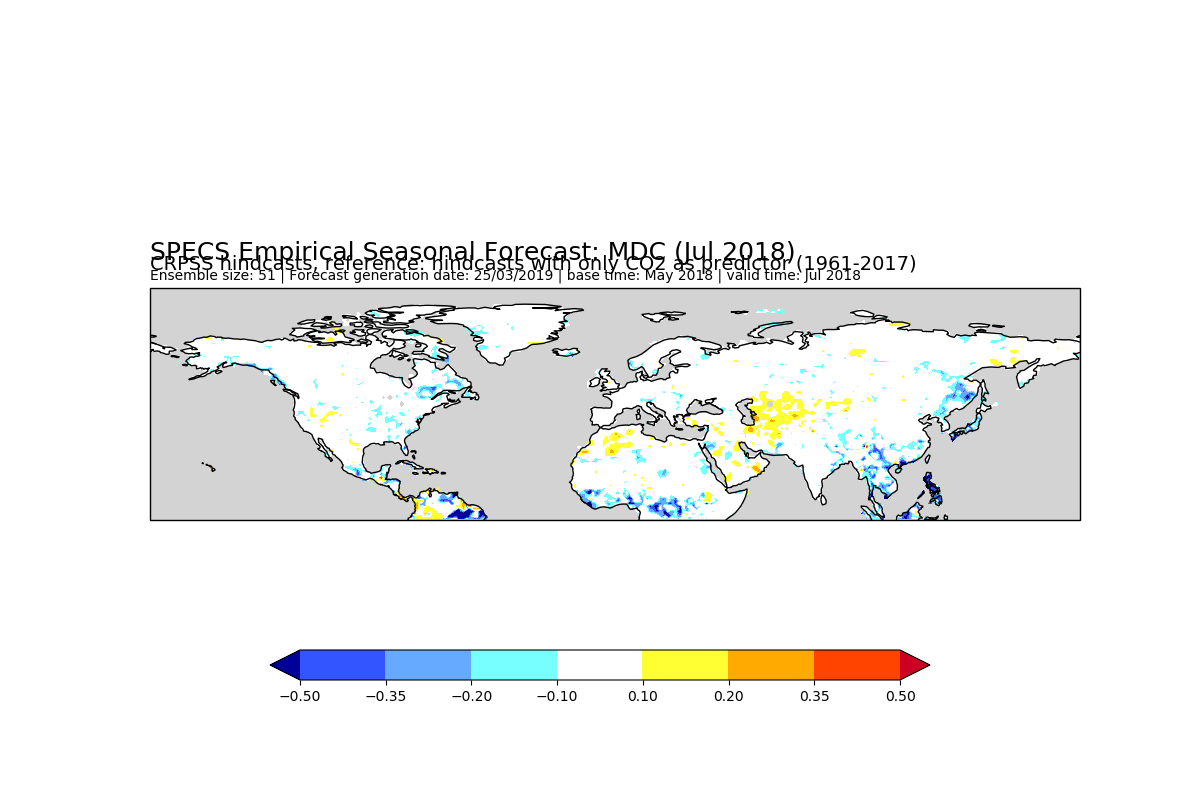 SPECS Empirical Seasonal Forecast: MDC (Jul 2018)
CRPSS hindcasts, reference: hindcasts with only CO2 as predictor (1961-2017)
Ensemble size: 51 | Forecast generation date: 25/03/2019 | base time: May 2018 | valid time: Jul 2018
−0.50 −0.35 −0.20 −0.10 0.10 0.20 0.35 0.50